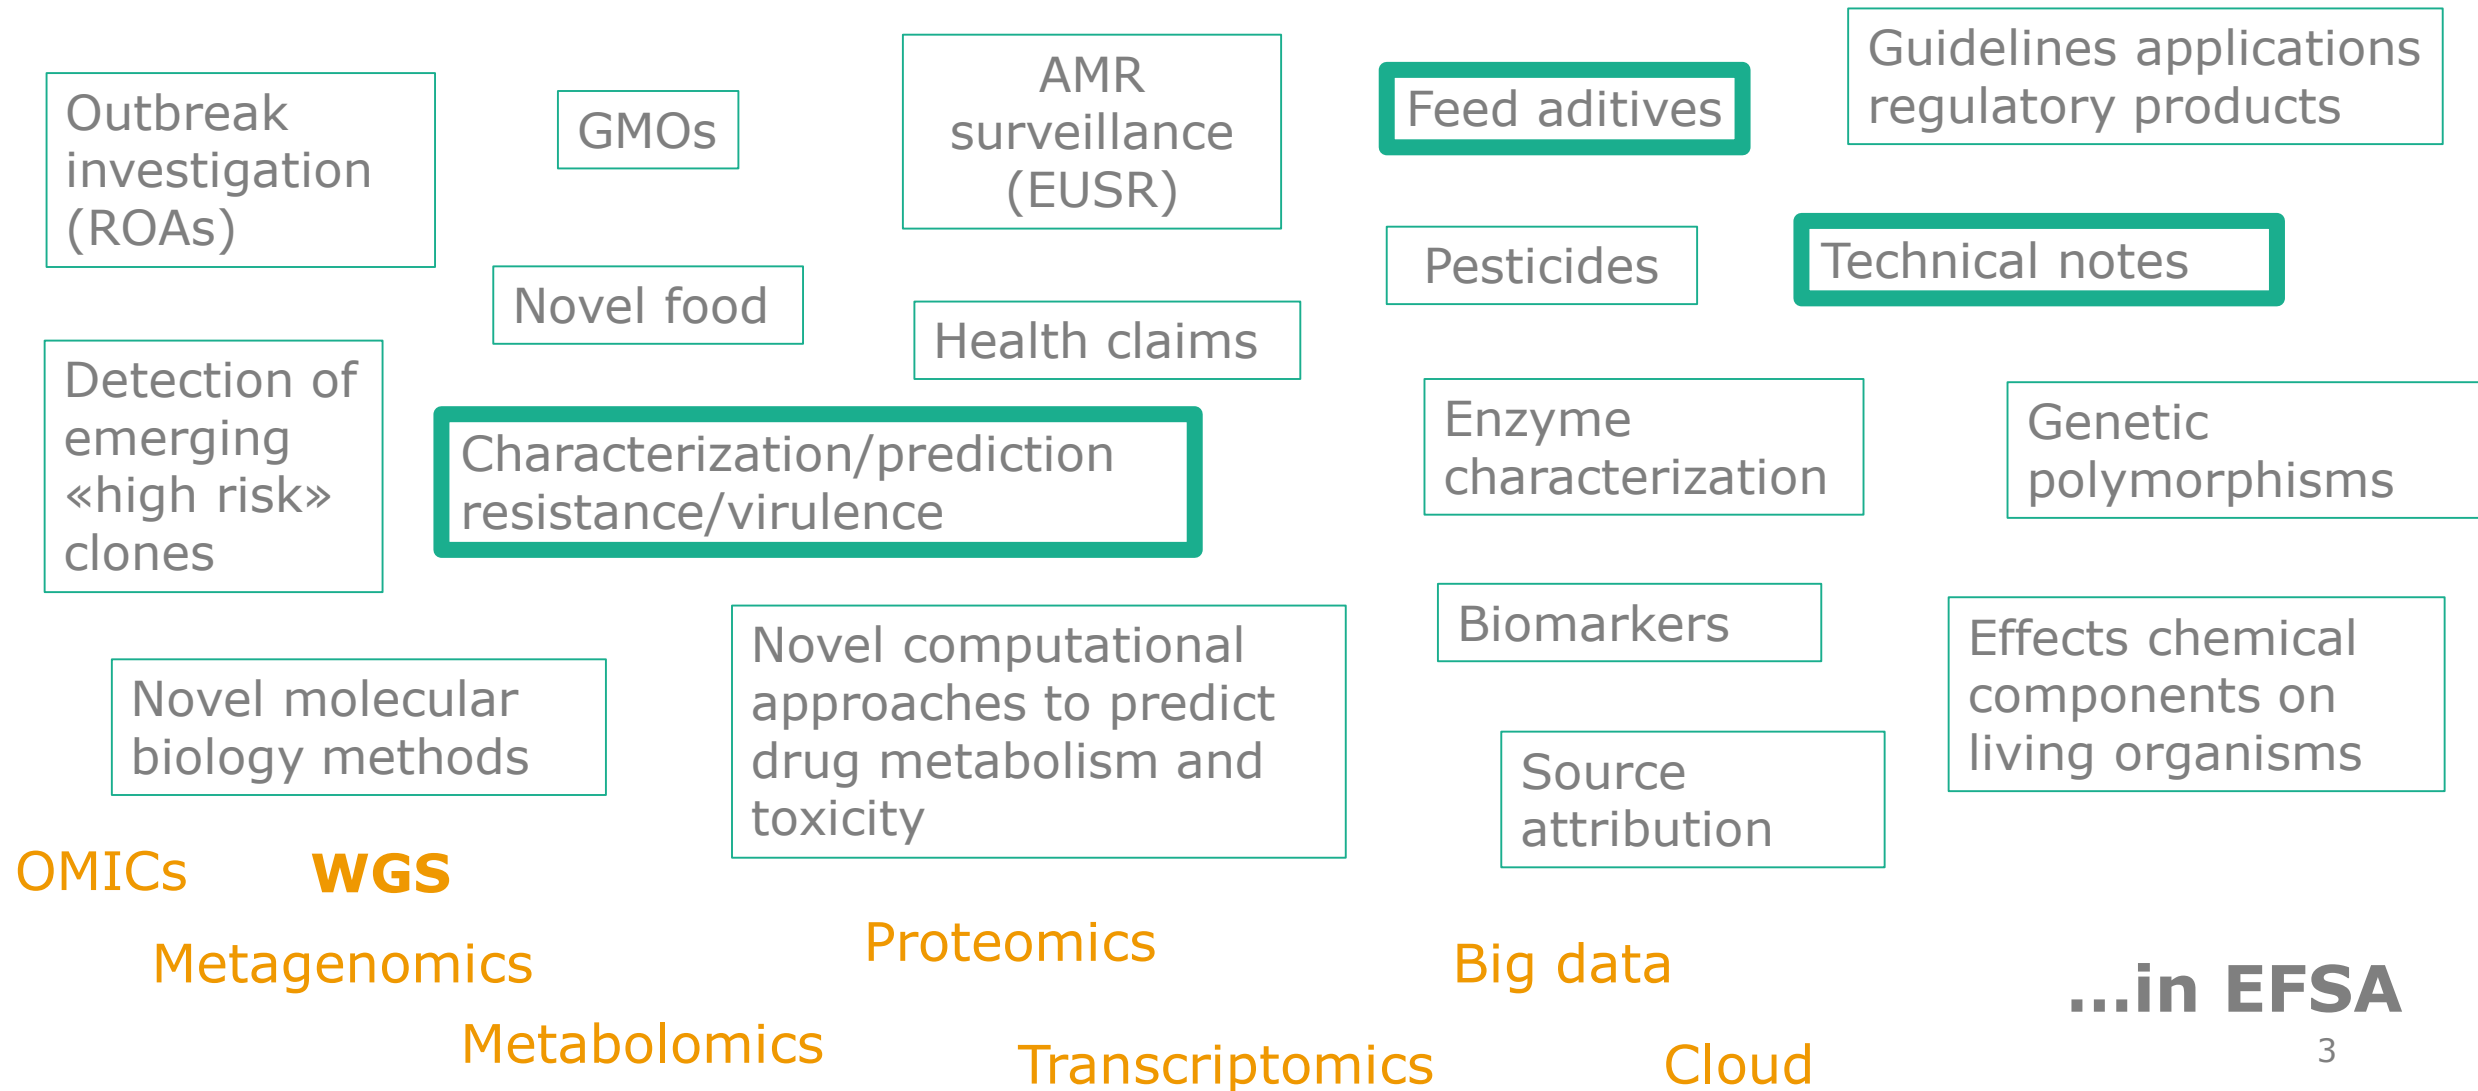 Outbreak
investigation
(ROAs)
GMOs
AMR
surveillance
(EUSR)
Feed aditives
Guidelines applications
regulatory products
Novel food
Health claims
Pesticides
Technical notes
Detection of
emerging
«high risk»
clones
Characterization/prediction
resistance/virulence
Enzyme
characterization
Genetic
polymorphisms
Novel molecular
biology methods
Novel computational
approaches to predict
drug metabolism and
toxicity
Biomarkers
Source
attribution
Effects chemical
components on
living organisms
OMICs
WGS
Metagenomics
Proteomics
Big data
Metabolomics
Transcriptomics
Cloud
...in EFSA
3